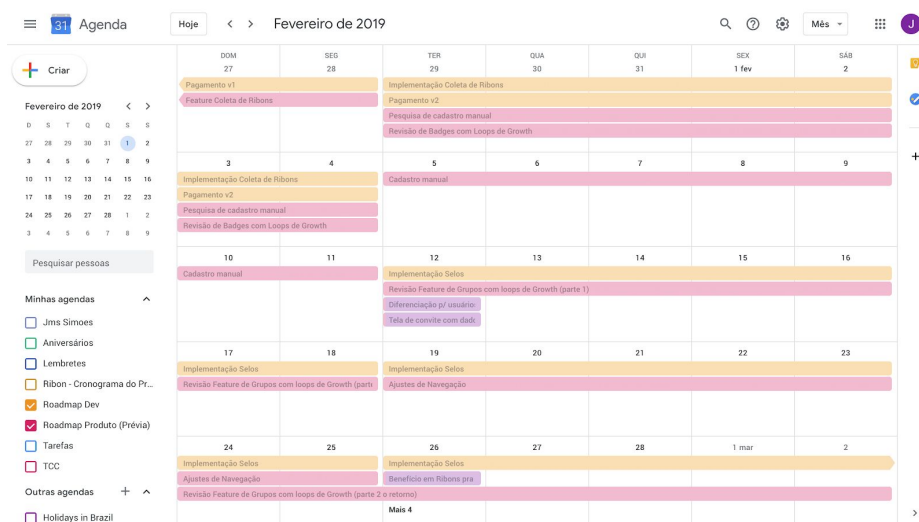 31 Agenda Hoje < > Fevereiro de 2019 Mês J
Criar
Fevereiro de 2019 < >
D S T Q Q S S
27 28 29 30 31 1 2
3 4 5 6 7 8 9
10 11 12 13 14 15 16
17 18 19 20 21 22 23
24 25 26 27 28 1 2
3 4 5 6 7 8 9
Pesquisar pessoas
Minhas agendas
Jms Simoes
Aniversários
Lembretes
Ribon - Cronograma do Pr...
Roadmap Dev
Roadmap Produto (Prévia)
Tarefas
TCC
Outras agendas +
Holidays in Brazil
DOM SEG TER QUA QUI SEX SÁB
27 28 29 30 31 1 fev 2
Pagamento v1 Implementação Coleta de Ribons
Feature Coleta de Ribons Pagamento v2
Pesquisa de cadastro manual
Revisão de Badges com Loops de Growth
3 4 5 6 7 8 9
Implementação Coleta de Ribons Cadastro manual
Pagamento v2
Pesquisa de cadastro manual
Revisão de Badges com Loops de Growth
10 11 12 13 14 15 16
Cadastro manual Implementação Selos
Revisão Feature de Grupos com loops de Growth (parte 1)
Diferenciação p/ usuário
Tela de convite com dado
17 18 19 20 21 22 23
Implementação Selos Implementação Selos
Revisão Feature de Grupos com loops de Growth (part Ajustes de Navegação
24 25 26 27 28 1 mar 2
Implementação Selos Implementação Selos
Ajustes de Navegação Benefício em Ribons pra
Revisão Feature de Grupos com loops de Growth (parte 2 o retorno)
Mais 4